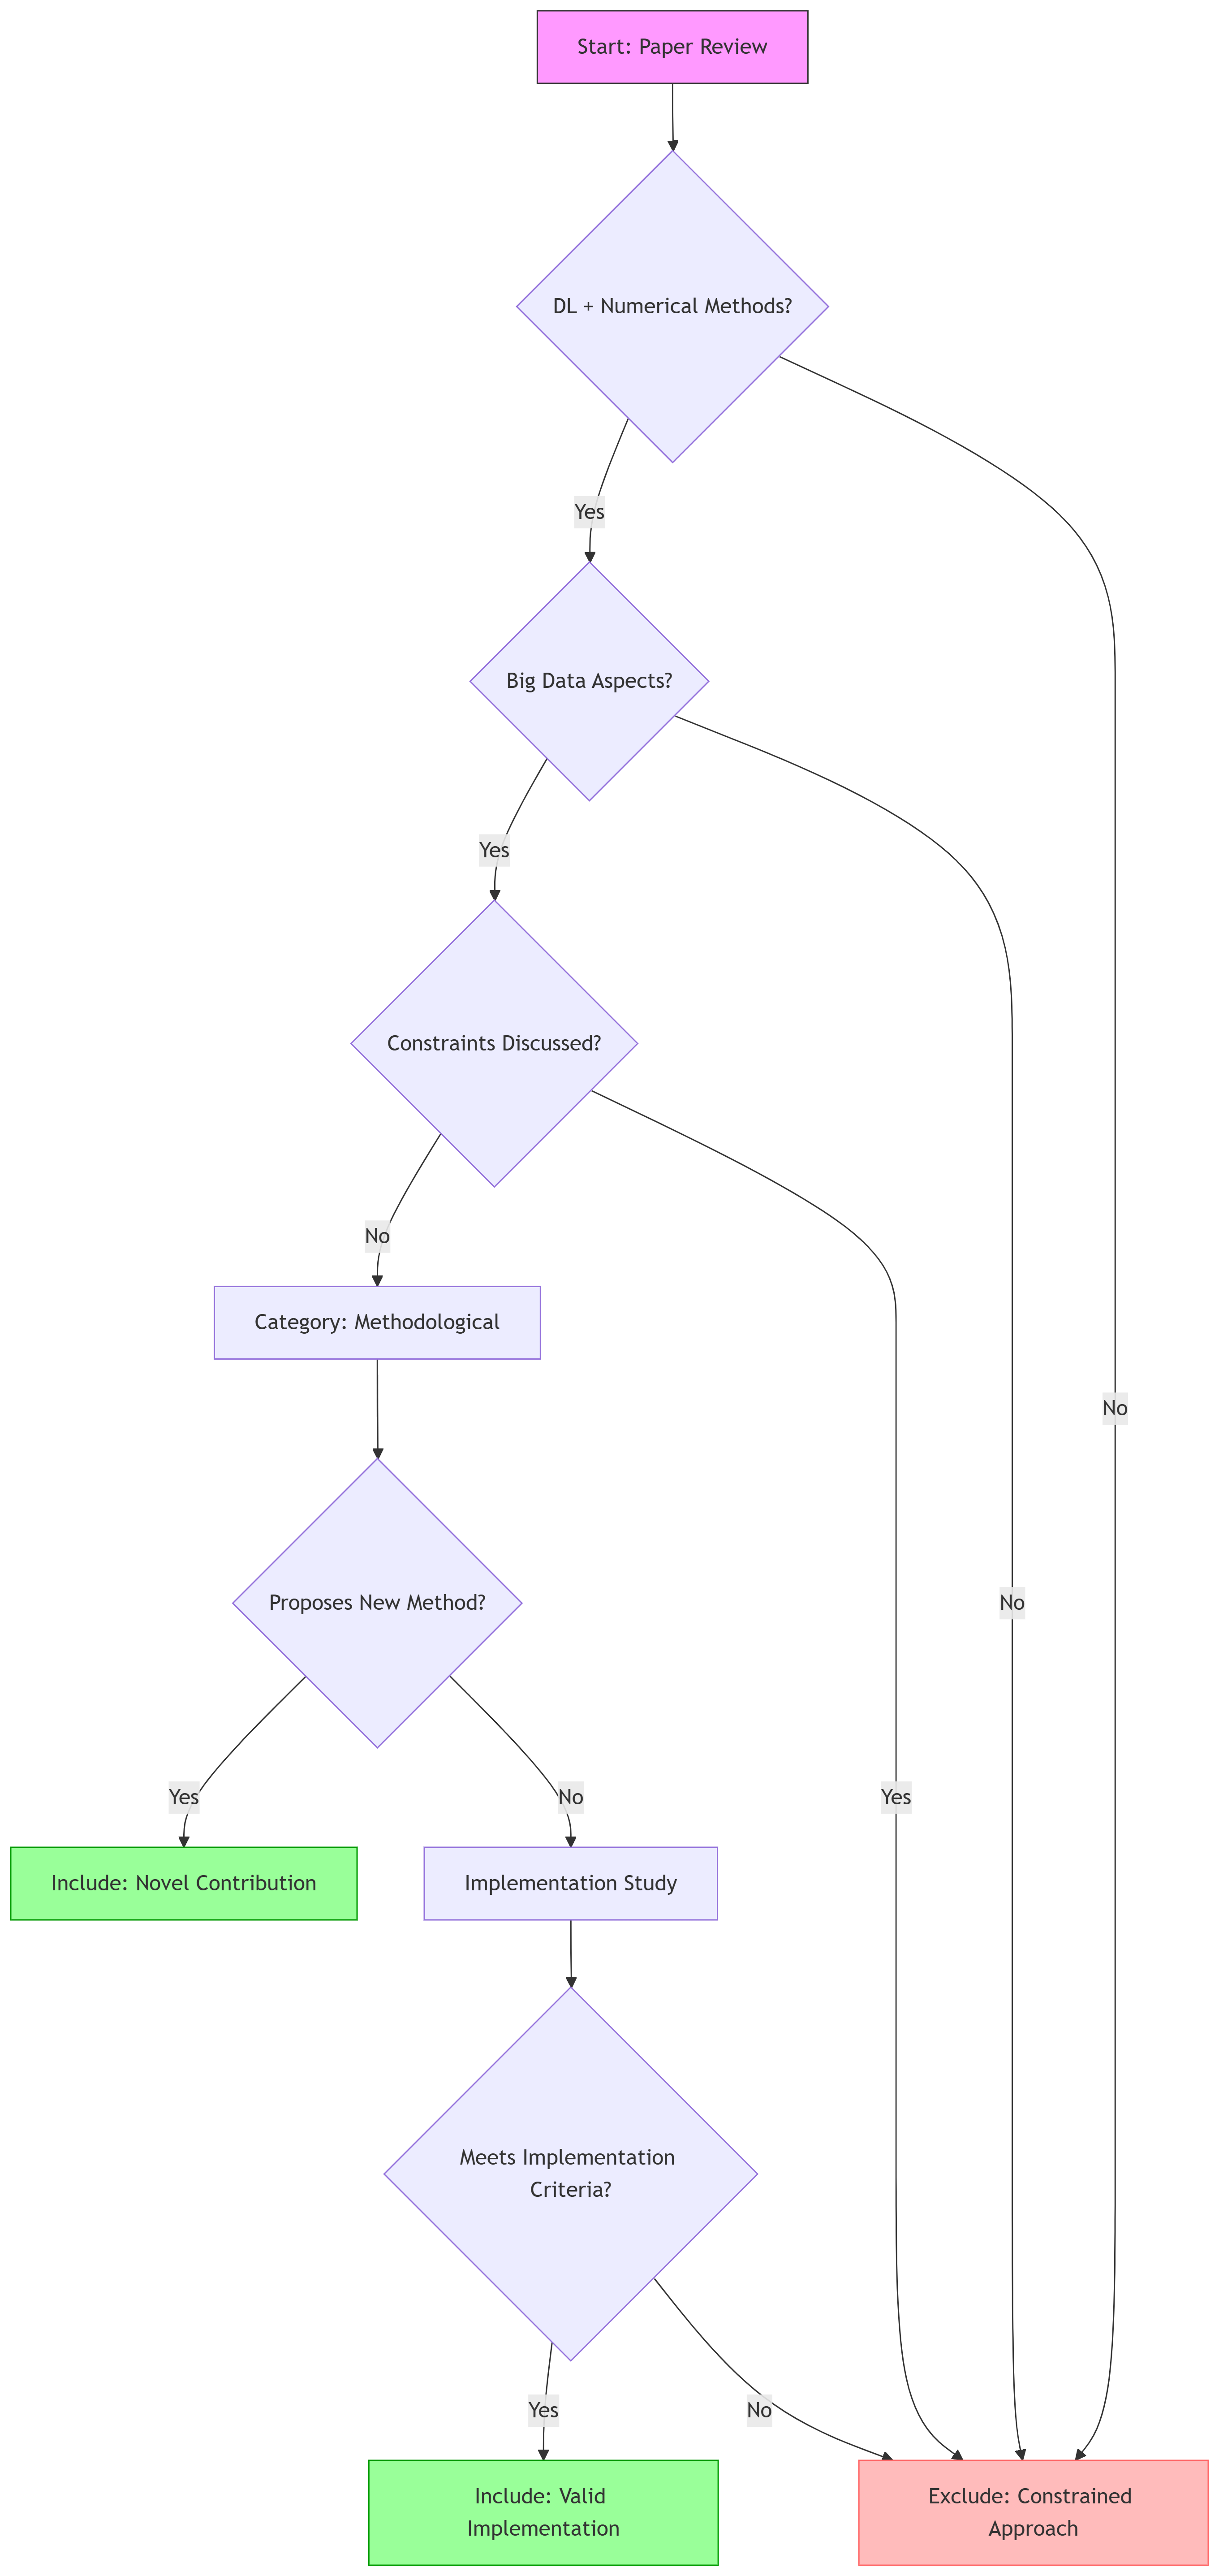 Start: Paper Review
DL + Numerical Methods?
Yes
Big Data Aspects?
Yes
Constraints Discussed?
No
Category: Methodological
No
Proposes New Method?
No
Yes
No
Yes
Include: Novel Contribution
Implementation Study
Meets Implementation
Criteria?
Yes
No
Include: Valid
Implementation
Exclude: Constrained
Approach